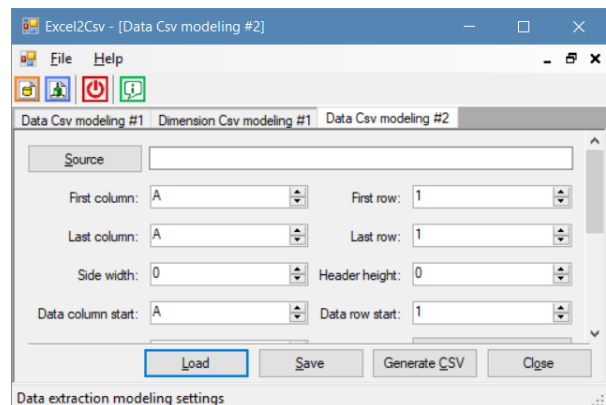 Excel2Csv - [Data Csv modeling #2]
File Help
Data Csv modeling #1 Dimension Csv modeling #1 Data Csv modeling #2
Source
First column: A First row: 1
Last column: A Last row: 1
Side width: 0 Header height: 0
Data column start: A Data row start: 1
Load Save Generate CSV Close
Data extraction modeling settings